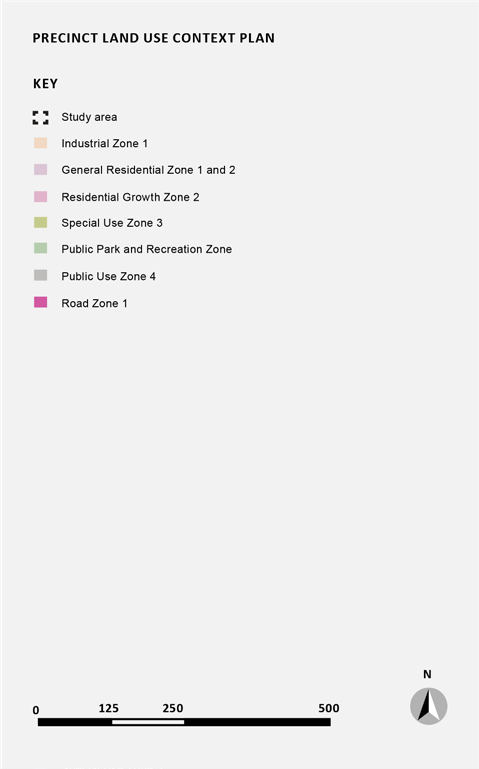 PRECINCT LAND USE CONTEXT PLAN
KEY
Study area
Industrial Zone 1
General Residential Zone 1 and 2
Residential Growth Zone 2
Special Use Zone 3
Public Park and Recreation Zone
Public Use Zone 4
Road Zone 1
N
0 125 250 500